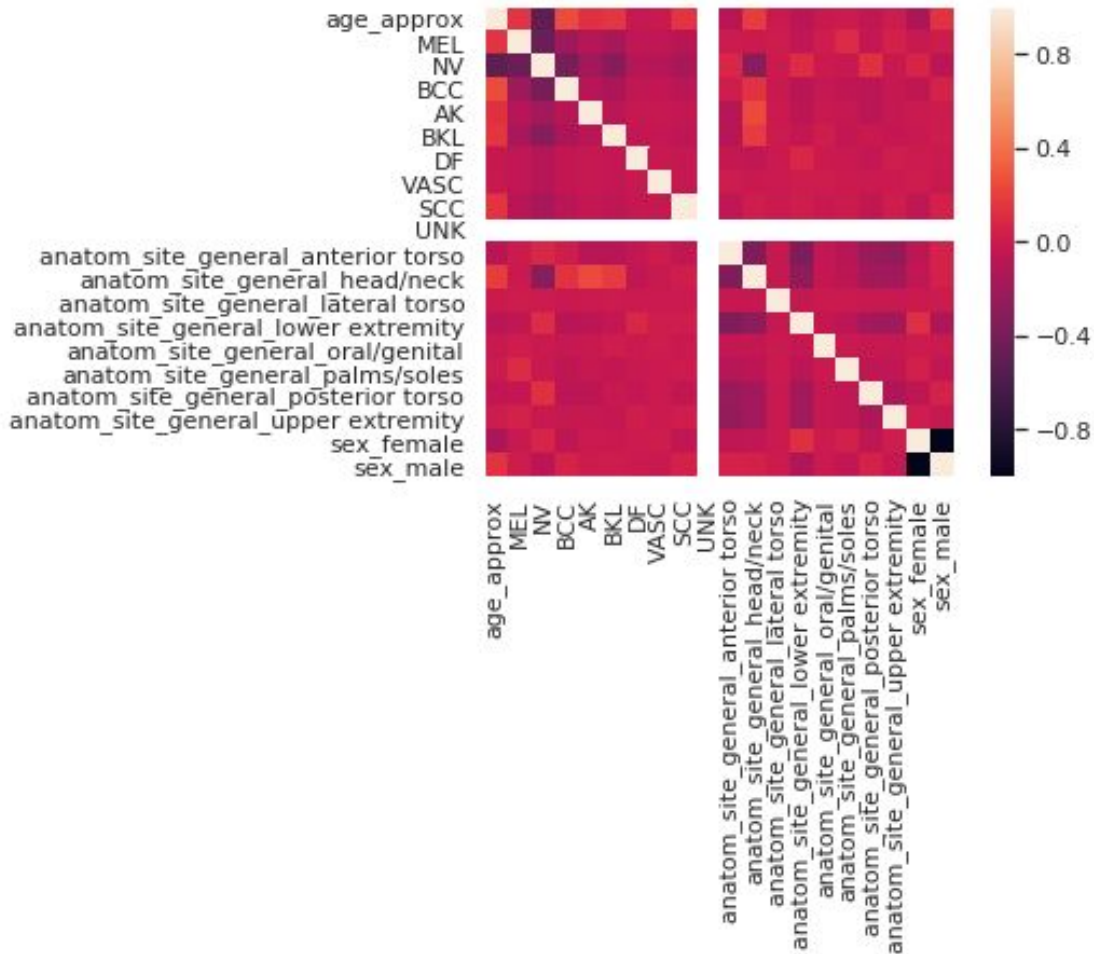 age_approx
MEL
NV
BCC
AK
BKL
DF
VASC
SCC
UNK
anatom_site_general_anterior torso
anatom_site_general_head/neck
anatom_site_general_lateral torso
anatom_site_general_lower extremity
anatom_site_general_oral/genital
anatom_site_general_palms/soles
anatom_site_general_posterior torso
anatom_site_general_upper extremity
sex_female
sex_male
0.8
0.4
0.0
−0.4
−0.8
age_approx
MEL
NV
BCC
AK
BKL
DF
VASC
SCC
UNK
anatom_site_general_anterior torso
anatom_site_general_head/neck
anatom_site_general_lateral torso
anatom_site_general_lower extremity
anatom_site_general_oral/genital
anatom_site_general_palms/soles
anatom_site_general_posterior torso
anatom_site_general_upper extremity
sex_female
sex_male